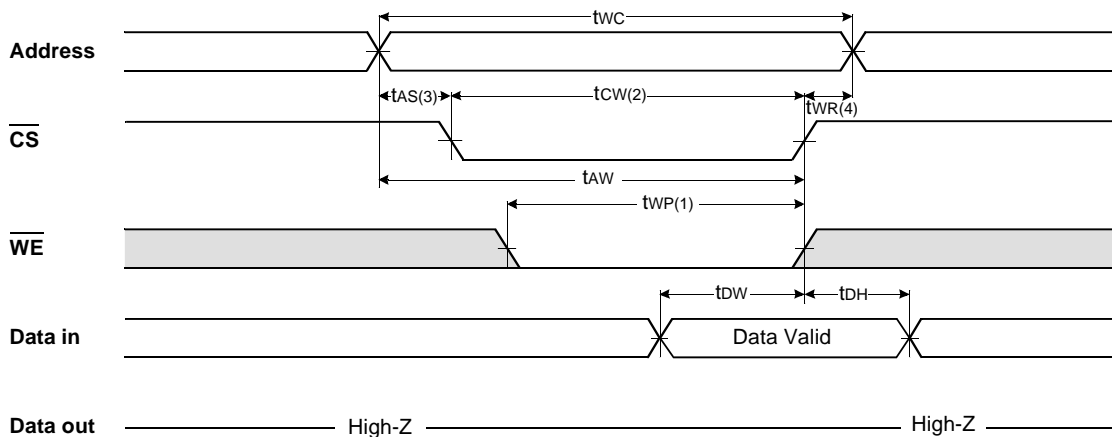 tWC
Address
tAS(3) tCW(2) tWR(4)
CS
tAW
tWP(1)
WE
tDW tDH
Data in Data Valid
Data out High-Z High-Z